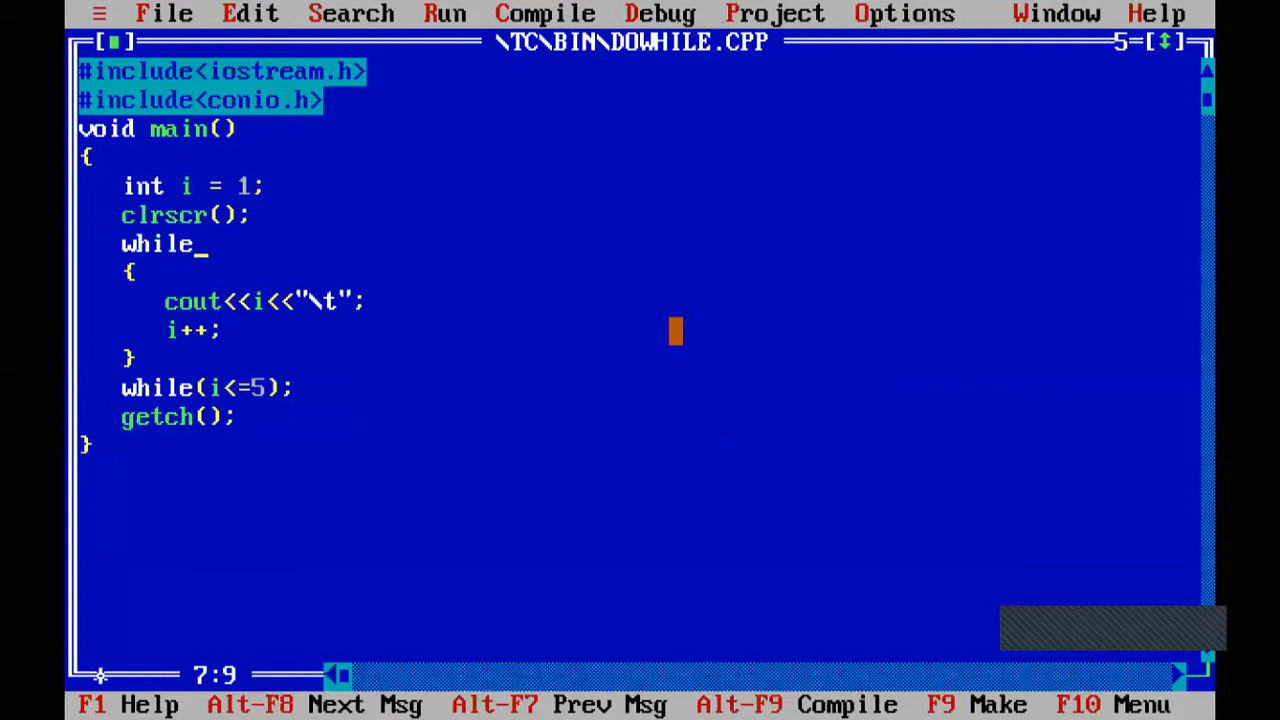 ≡ File Edit Search Run Compile Debug Project Options Window Help
[■] \TC\BIN\DOWHILE.CPP 5=[↕]
#include<iostream.h>
#include<conio.h>
void main()
{
int i = 1;
clrscr();
while_
{
cout<<i<<"\t";
i++;
}
while(i<=5);
getch();
}
7:9
F1 Help Alt-F8 Next Msg Alt-F7 Prev Msg Alt-F9 Compile F9 Make F10 Menu